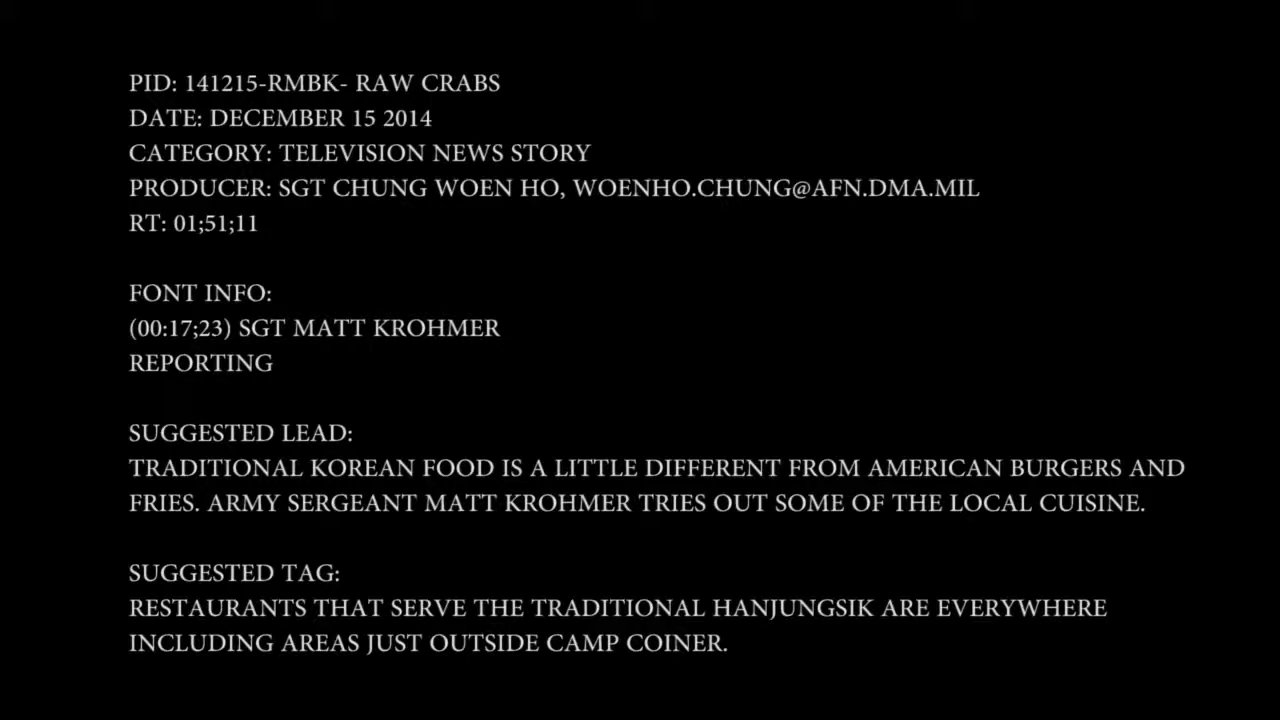 PID: 141215-RMBK- RAW CRABS
DATE: DECEMBER 15 2014
CATEGORY: TELEVISION NEWS STORY
PRODUCER: SGT CHUNG WOEN HO, WOENHO.CHUNG@AFN.DMA.MIL
RT: 01;51;11
FONT INFO:
(00:17;23) SGT MATT KROHMER
REPORTING
SUGGESTED LEAD:
TRADITIONAL KOREAN FOOD IS A LITTLE DIFFERENT FROM AMERICAN BURGERS AND
FRIES. ARMY SERGEANT MATT KROHMER TRIES OUT SOME OF THE LOCAL CUISINE.
SUGGESTED TAG:
RESTAURANTS THAT SERVE THE TRADITIONAL HANJUNGSIK ARE EVERYWHERE
INCLUDING AREAS JUST OUTSIDE CAMP COINER.